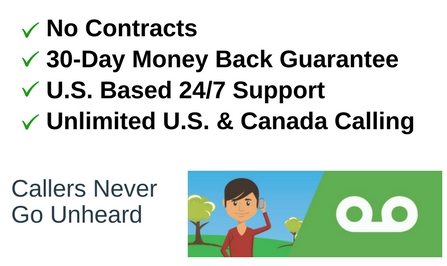 No Contracts
30-Day Money Back Guarantee
U.S. Based 24/7 Support
Unlimited U.S. & Canada Calling
Callers Never
Go Unheard